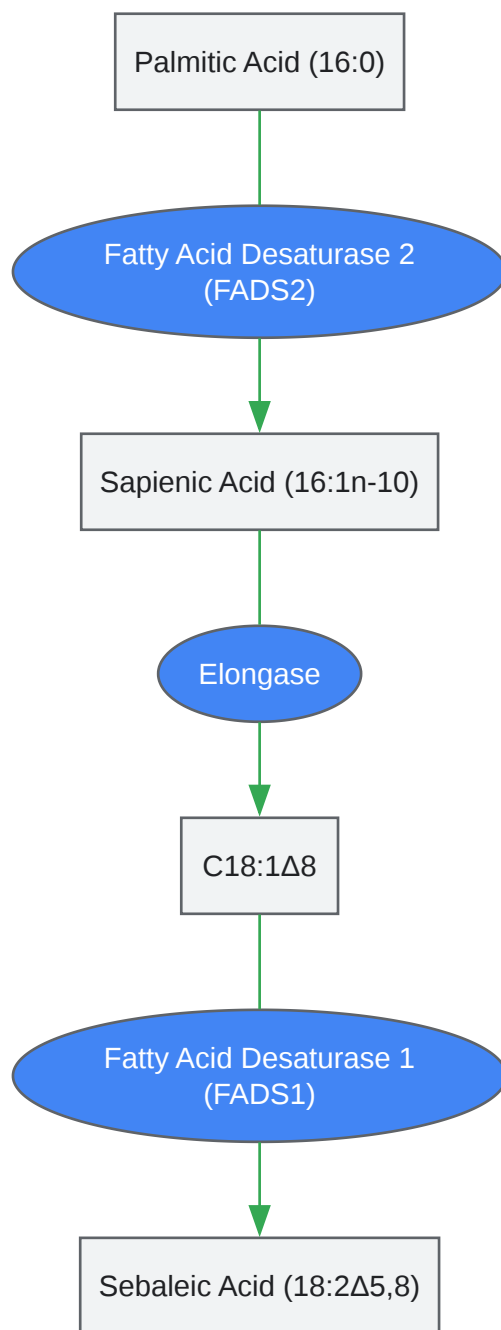 Palmitic Acid (16:0)
Fatty Acid Desaturase 2
(FADS2)
Sapienic Acid (16:1n-10)
Elongase
C18:1Δ8
Fatty Acid Desaturase 1
(FADS1)
Sebaleic Acid (18:2Δ5,8)